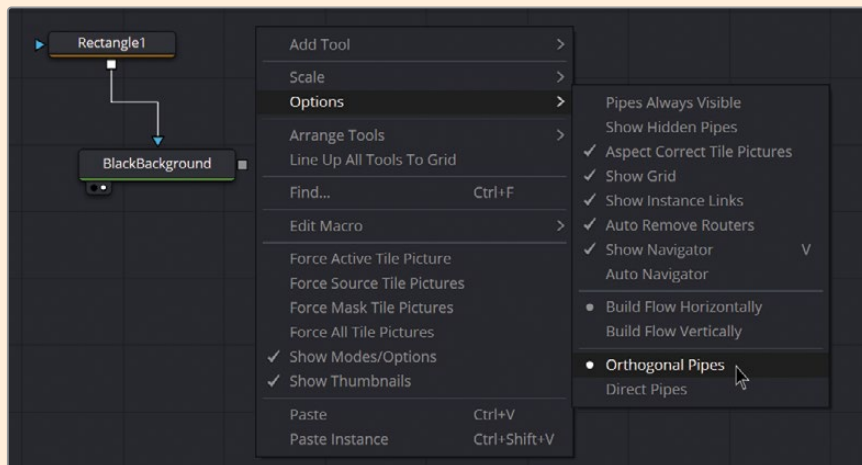 Rectangle1
BlackBackground
Add Tool
Scale
Options
Arrange Tools
Line Up All Tools To Grid
Find... Ctrl+F
Edit Macro
Force Active Tile Picture
Force Source Tile Pictures
Force Mask Tile Pictures
Force All Tile Pictures
Show Modes/Options
Show Thumbnails
Paste Ctrl+V
Paste Instance Ctrl+Shift+V
Pipes Always Visible
Show Hidden Pipes
Aspect Correct Tile Pictures
Show Grid
Show Instance Links
Auto Remove Routers
Show Navigator V
Auto Navigator
Build Flow Horizontally
Build Flow Vertically
Orthogonal Pipes
Direct Pipes